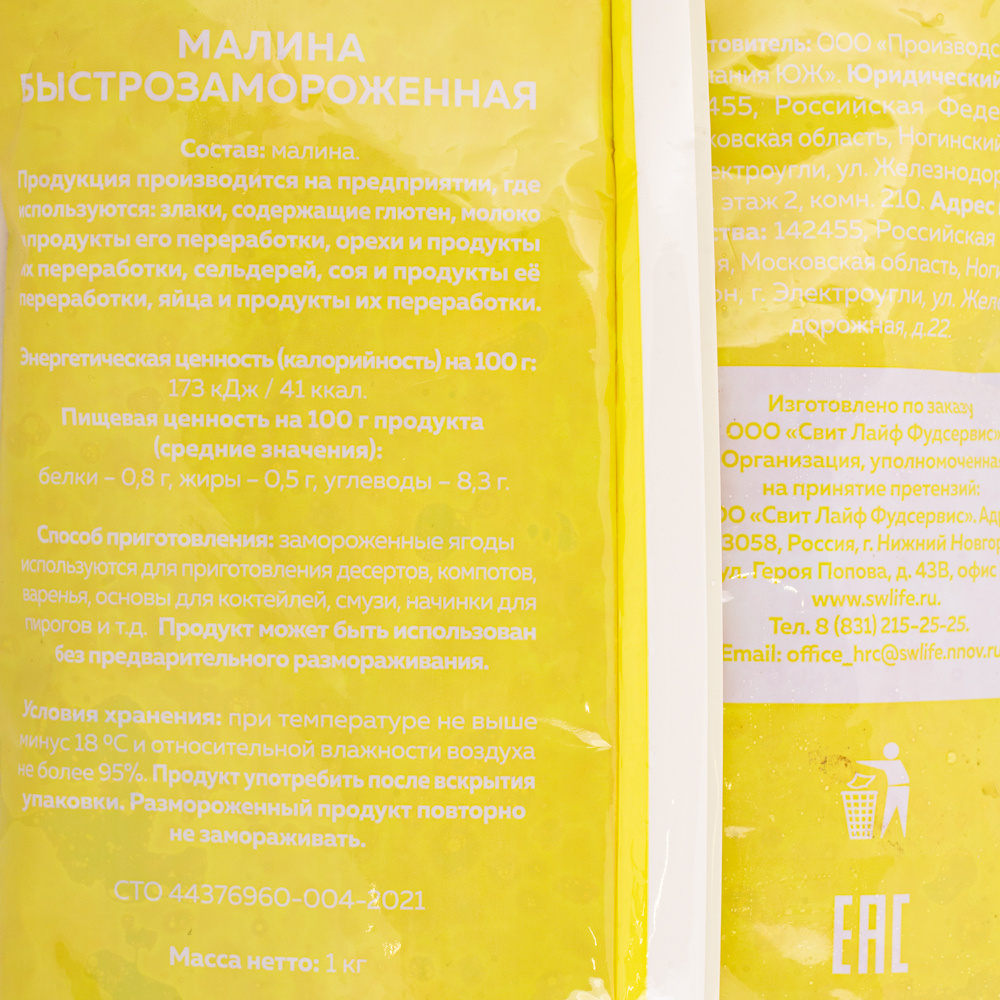 МАЛИНА
БЫСТРОЗАМОРОЖЕННАЯ
Состав: малина.
Продукция производится на предприятии, где
используются: злаки, содержащие глютен, молоко
продукты его переработки, орехи и продукты
их переработки, сельдерей, соя и продукты её
переработки, яйца и продукты их переработки.
Энергетическая ценность (калорийность) на 100 г:
173 кДж / 41 ккал.
Пищевая ценность на 100 г продукта
(средние значения):
белки – 0,8 г, жиры – 0,5 г, углеводы – 8,3 г.
Способ приготовления: замороженные ягоды
используются для приготовления десертов, компотов,
варенья, основы для коктейлей, смузи, начинки для
пирогов и т.д. Продукт может быть использован
без предварительного размораживания.
Условия хранения: при температуре не выше
минус 18 ºС и относительной влажности воздуха
не более 95%. Продукт употребить после вскрытия
упаковки. Размороженный продукт повторно
не замораживать.
СТО 44376960-004-2021
Масса нетто: 1 кг
товитель: ООО «Производс
пания ЮЖ». Юридический
455, Российская Феде
ковская область, Ногинский
ектроугли, ул. Железнодор
этаж 2, комн. 210. Адрес
ства: 142455, Российская
я, Московская область, Ноги
он, г. Электроугли, ул. Желе
дорожная, д.22.
Изготовлено по заказу
ООО «Свит Лайф Фудсервис».
Организация, уполномоченная
на принятие претензий:
ОО «Свит Лайф Фудсервис». Адр
3058, Россия, г. Нижний Новгор
ул. Героя Попова, д. 43В, офис
www.swlife.ru.
Тел. 8 (831) 215-25-25.
Email: office_hrc@swlife.nnov.ru
ЕАС